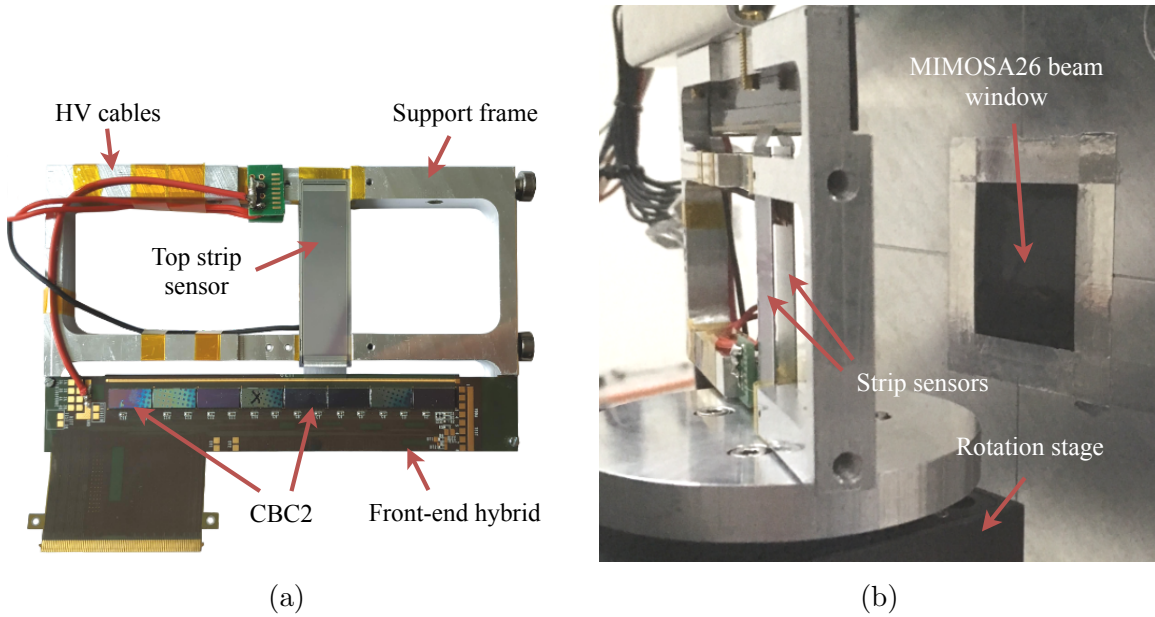 HV cables
Support frame
Top strip
sensor
CBC2
Front-end hybrid
(a)
MIMOSA26 beam
window
Strip sensors
Rotation stage
(b)